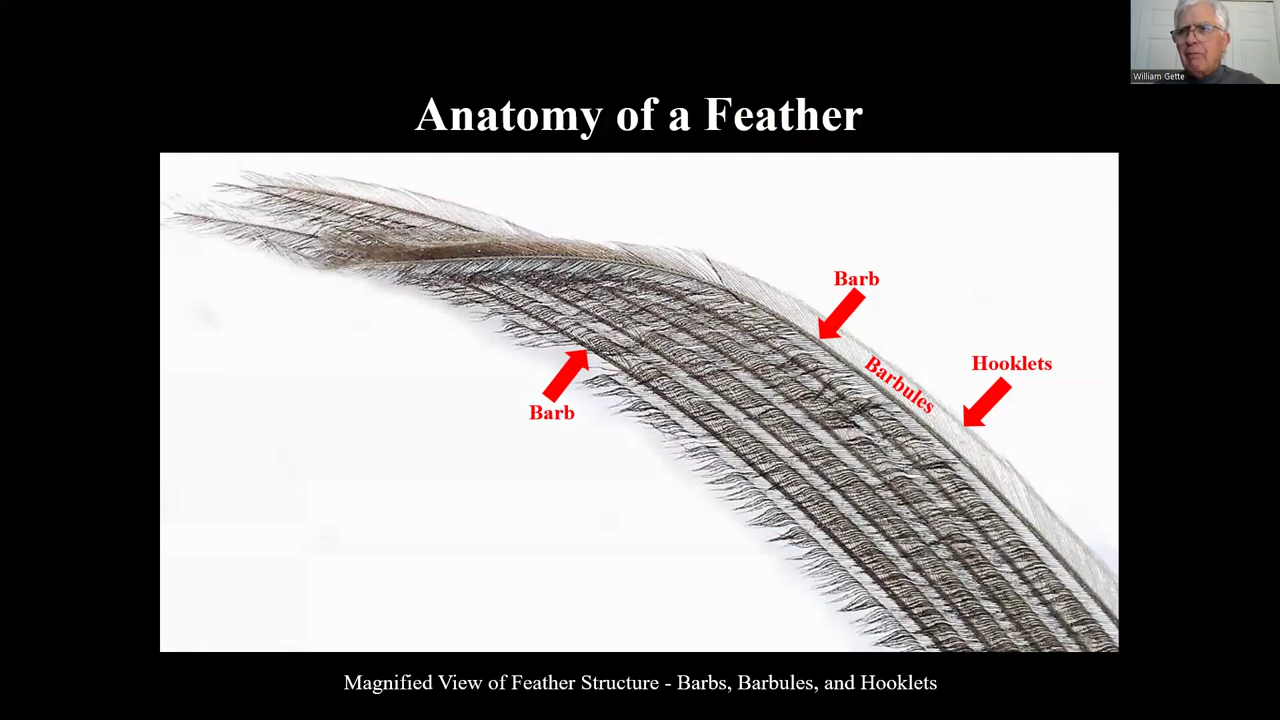 William Gette
Anatomy of a Feather
Barb
Hooklets
Barbules
Barb
Magnified View of Feather Structure - Barbs, Barbules, and Hooklets